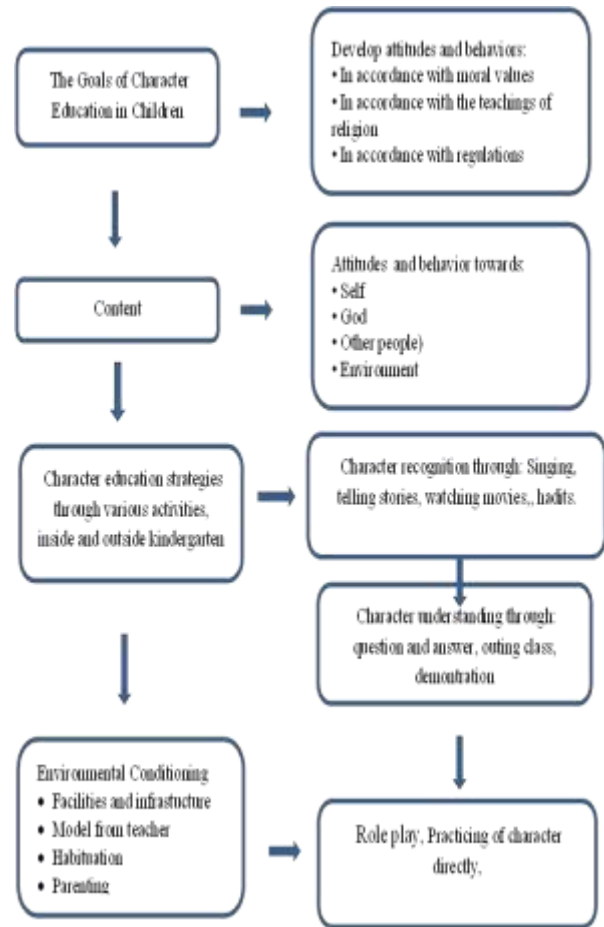 The Goals of Character
Education in Children
Develop attitudes and behaviors:
• In accordance with moral values
• In accordance with the teachings of
religion
• In accordance with regulations
Content
Attitudes and behavior towards:
• Self
• God
• Other people)
• Environment
Character education strategies
through various activities,
inside and outside kindergarten
Character recognition through: Singing,
telling stories, watching movies,, hadits.
Character understanding through:
question and answer, outing class,
demontration
Environmental Conditioning
• Facilities and infrastucture
• Model from teacher
• Habituation
• Parenting
Role play, Practicing of character
directly,